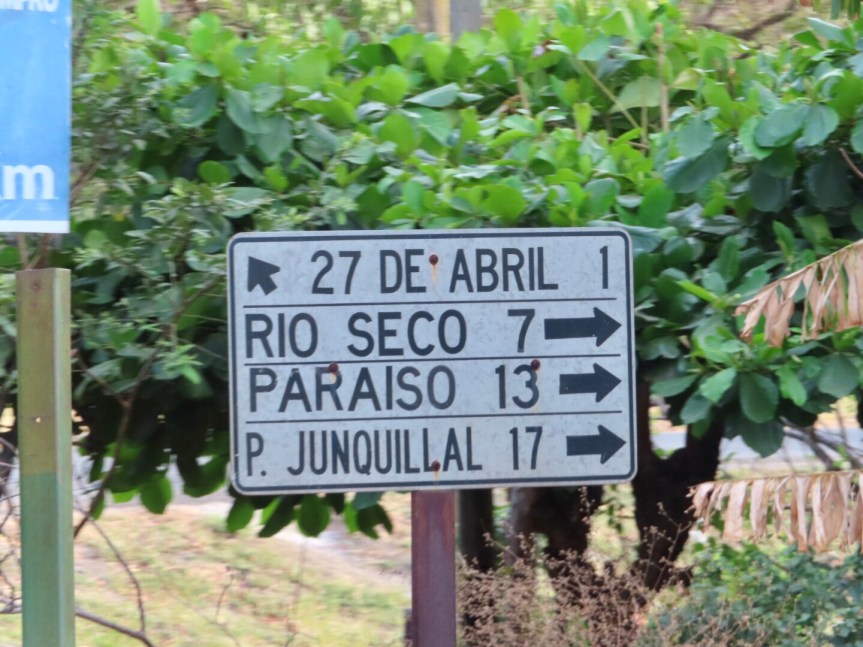 27 DE ABRIL 1
RIO SECO 7
PARAISO 13
P. JUNQUILLAL 17